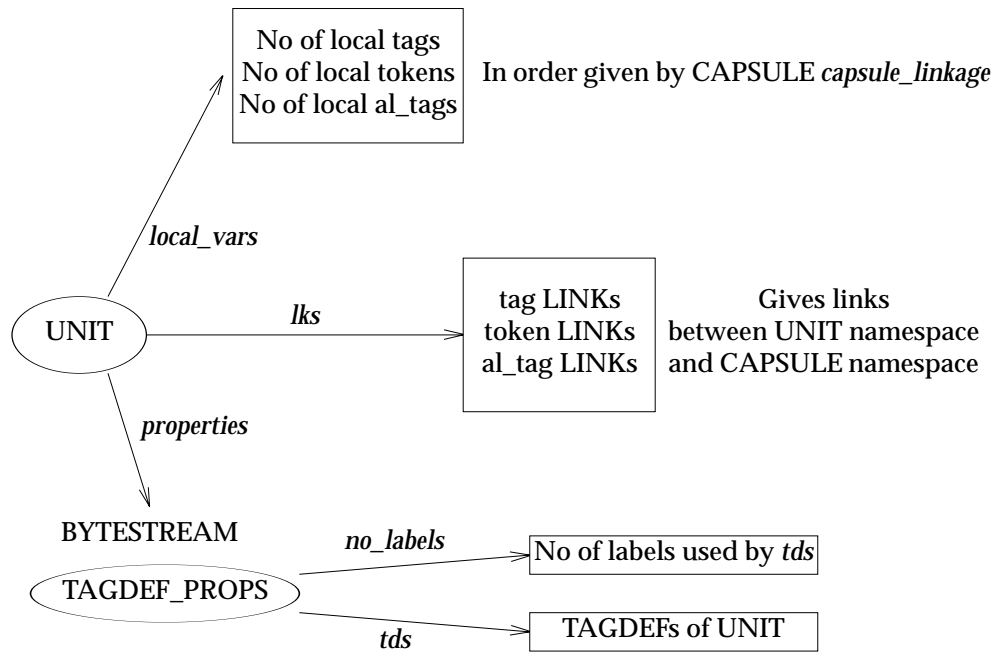 No of local tags
No of local tokens
No of local al_tags
In order given by CAPSULE capsule_linkage
local_vars
UNIT
lks
tag LINKs
token LINKs
al_tag LINKs
Gives links
between UNIT namespace
and CAPSULE namespace
properties
BYTESTREAM
TAGDEF_PROPS
no_labels
No of labels used by tds
tds
TAGDEFs of UNIT